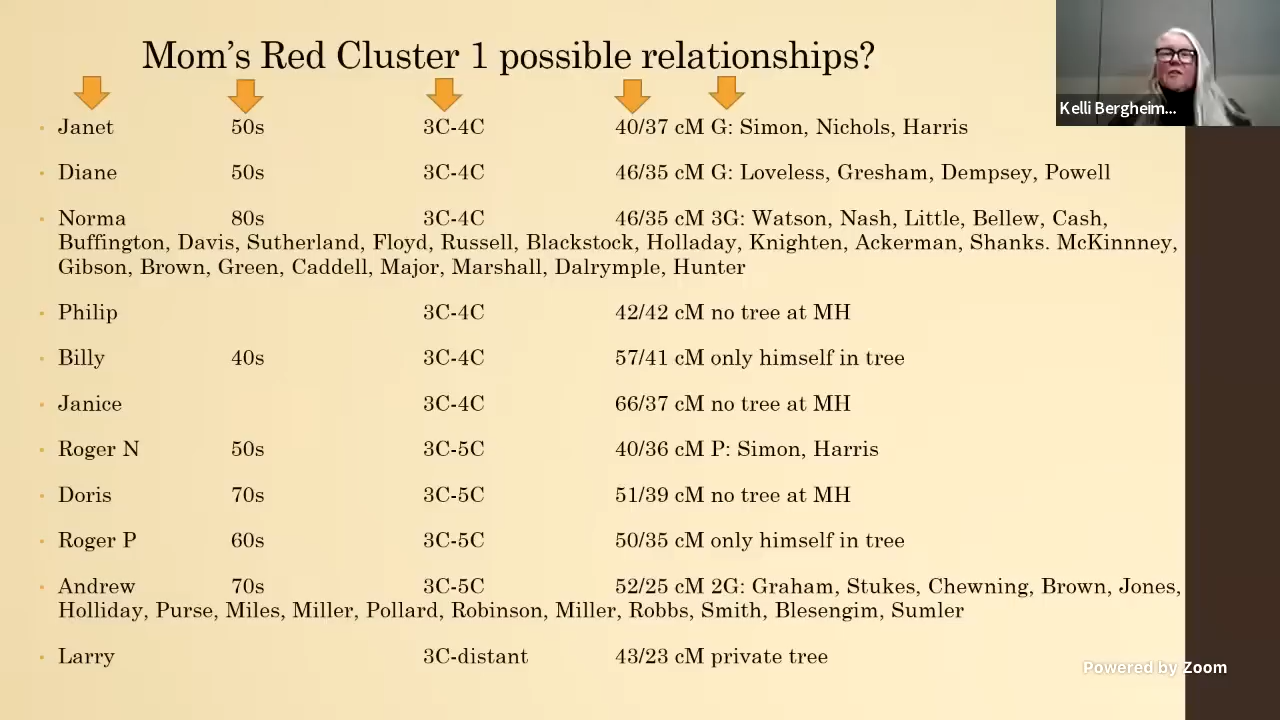 Mom's Red Cluster 1 possible relationships?
Kelli Bergheim...
Janet 50s 3C-4C 40/37 cM G: Simon, Nichols, Harris
Diane 50s 3C-4C 46/35 cM G: Loveless, Gresham, Dempsey, Powell
Norma 80s 3C-4C 46/35 cM 3G: Watson, Nash, Little, Bellew, Cash,
Buffington, Davis, Sutherland, Floyd, Russell, Blackstock, Holladay, Knighten, Ackerman, Shanks. McKinnney,
Gibson, Brown, Green, Caddell, Major, Marshall, Dalrymple, Hunter
Philip 3C-4C 42/42 cM no tree at MH
Billy 40s 3C-4C 57/41 cM only himself in tree
Janice 3C-4C 66/37 cM no tree at MH
Roger N 50s 3C-5C 40/36 cM P: Simon, Harris
Doris 70s 3C-5C 51/39 cM no tree at MH
Roger P 60s 3C-5C 50/35 cM only himself in tree
Andrew 70s 3C-5C 52/25 cM 2G: Graham, Stukes, Chewning, Brown, Jones,
Holliday, Purse, Miles, Miller, Pollard, Robinson, Miller, Robbs, Smith, Blesengim, Sumler
Larry 3C-distant 43/23 cM private tree
Powered by Zoom